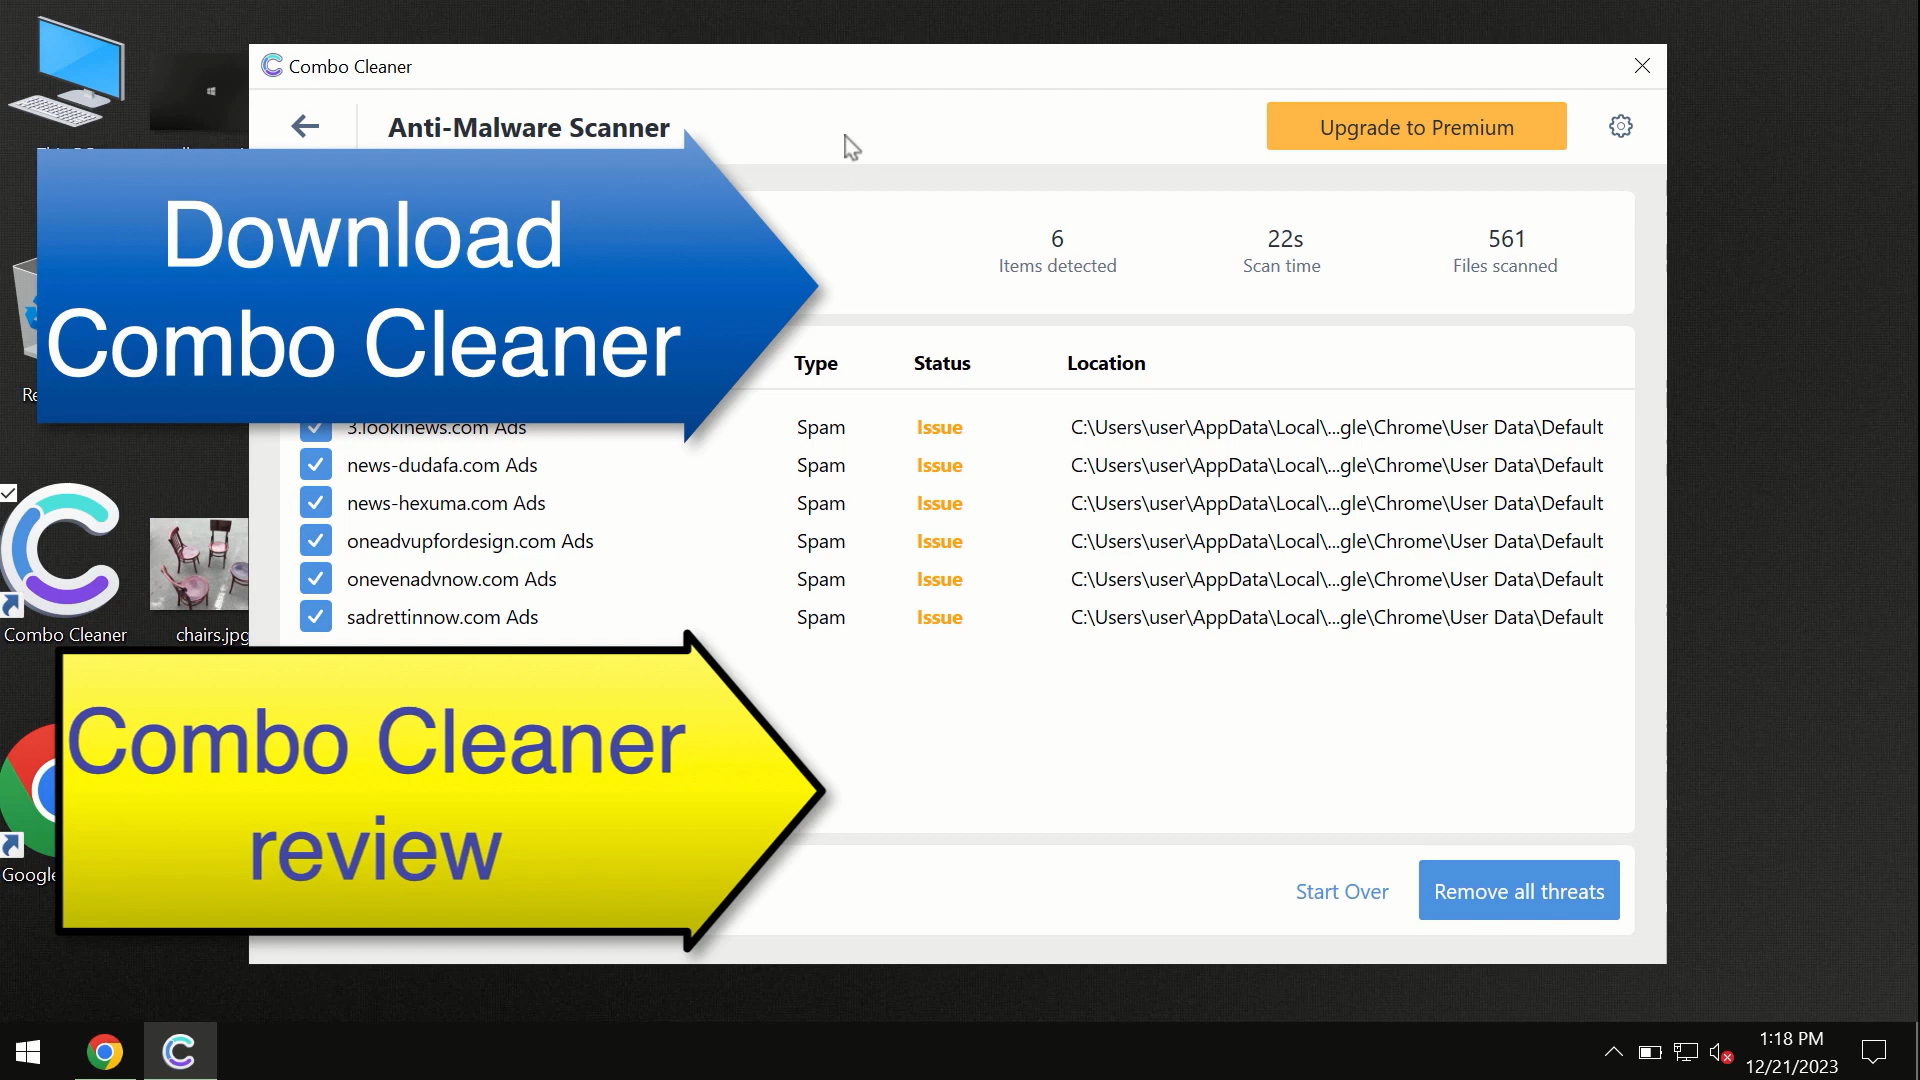 Combo Cleaner
Anti-Malware Scanner
Upgrade to Premium
Download
Combo Cleaner
6
Items detected
22s
Scan time
561
Files scanned
Type Status Location
3.lookinews.com Ads Spam Issue C:\Users\user\AppData\Local\...gle\Chrome\User Data\Default
news-dudafa.com Ads Spam Issue C:\Users\user\AppData\Local\...gle\Chrome\User Data\Default
news-hexuma.com Ads Spam Issue C:\Users\user\AppData\Local\...gle\Chrome\User Data\Default
oneadvupfordesign.com Ads Spam Issue C:\Users\user\AppData\Local\...gle\Chrome\User Data\Default
onevenadvnow.com Ads Spam Issue C:\Users\user\AppData\Local\...gle\Chrome\User Data\Default
sadrettinnow.com Ads Spam Issue C:\Users\user\AppData\Local\...gle\Chrome\User Data\Default
Combo Cleaner
chairs.jpg
Combo Cleaner
review
Google
Start Over
Remove all threats
1:18 PM
12/21/2023